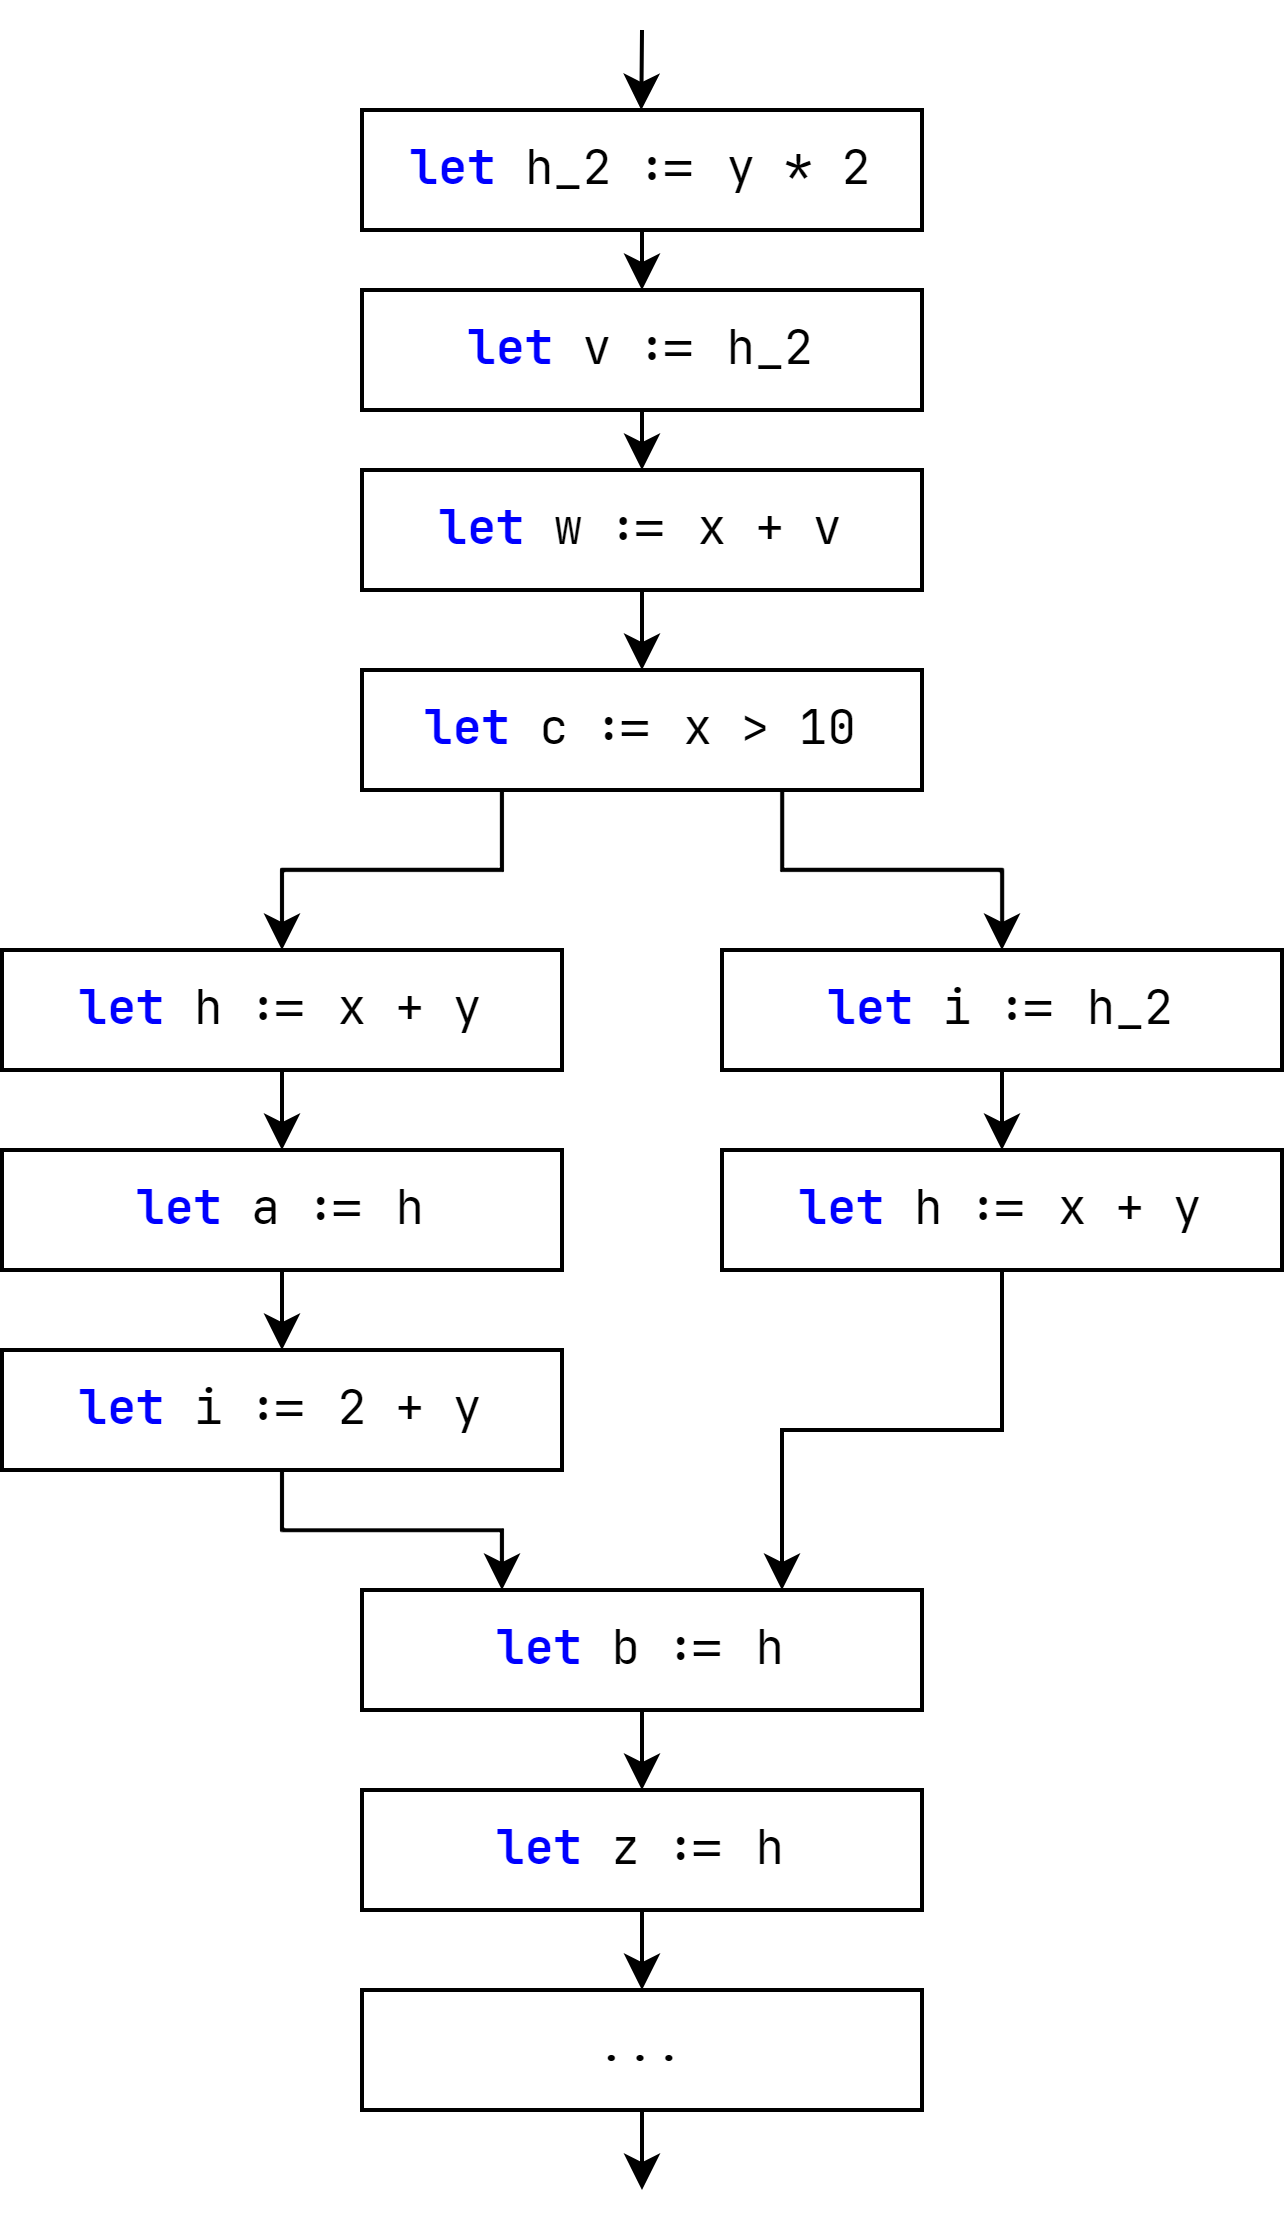 let h_2 := y * 2
let v := h_2
let w := x + v
let c := x > 10
let h := x + y
let a := h
let i := 2 + y
let i := h_2
let h := x + y
let b := h
let z := h
...